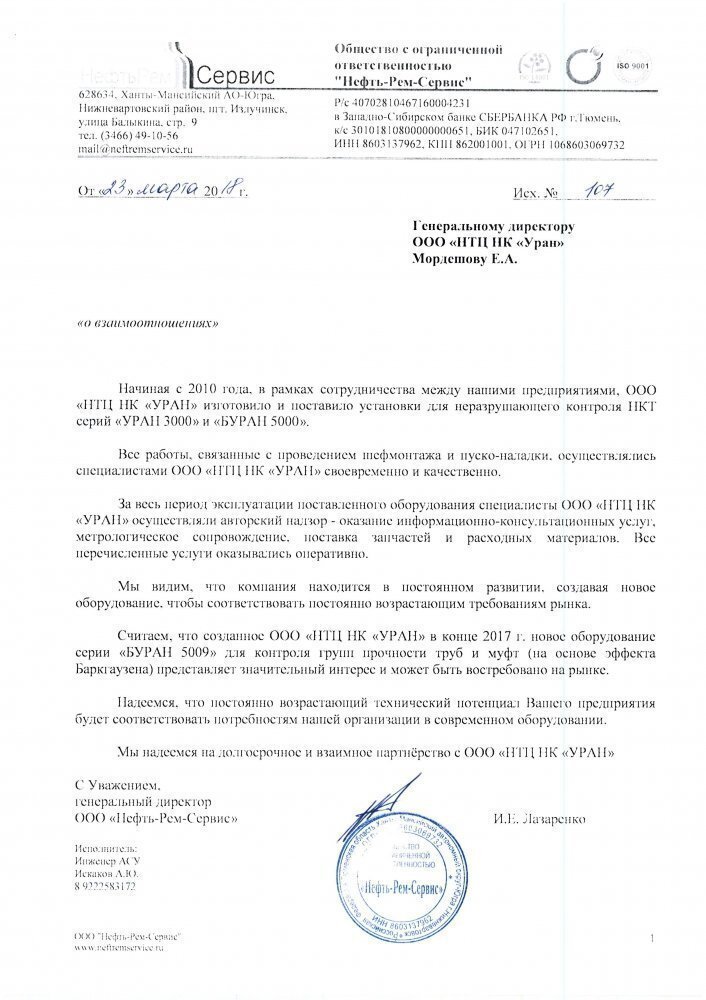 НефтьРемСервис
628634, Ханты-Мансийский АО-Югра,
Нижневартовский район, пгт. Излучинск,
улица Балыкина, стр. 9
тел. (3466) 49-10-56
mail@neftremservice.ru
Общество с ограниченной
ответственностью
"Нефть-Рем-Сервис"
ISO 9001
Р/с 40702810467160004231
в Западно-Сибирском банке СБЕРБАНКА РФ г.Тюмень,
к/с 30101810800000000651, БИК 047102651,
ИНН 8603137962, КПП 862001001, ОГРН 1068603069732
От «23» марта 2018г.
Исх. № 107
Генеральному директору
ООО «НТЦ НК «Уран»
Мордешову Е.А.
«о взаимоотношениях»
Начиная с 2010 года, в рамках сотрудничества между нашими предприятиями, ООО
«НТЦ НК «УРАН» изготовило и поставило установки для неразрушающего контроля НКТ
серий «УРАН 3000» и «БУРАН 5000».
Все работы, связанные с проведением шефмонтажа и пуско-наладки, осуществлялись
специалистами ООО «НТЦ НК «УРАН» своевременно и качественно.
За весь период эксплуатации поставленного оборудования специалисты ООО «НТЦ НК
«УРАН» осуществляли авторский надзор - оказание информационно-консультационных услуг,
метрологическое сопровождение, поставка запчастей и расходных материалов. Все
перечисленные услуги оказывались оперативно.
Мы видим, что компания находится в постоянном развитии, создавая новое
оборудование, чтобы соответствовать постоянно возрастающим требованиям рынка.
Считаем, что созданное ООО «НТЦ НК «УРАН» в конце 2017 г. новое оборудование
серии «БУРАН 5009» для контроля групп прочности труб и муфт (на основе эффекта
Баркгаузена) представляет значительный интерес и может быть востребовано на рынке.
Надеемся, что постоянно возрастающий технический потенциал Вашего предприятия
будет соответствовать потребностям нашей организации в современном оборудовании.
Мы надеемся на долгосрочное и взаимное партнёрство с ООО «НТЦ НК «УРАН»
С Уважением,
генеральный директор
ООО «Нефть-Рем-Сервис»
И.Е. Лазаренко
Исполнитель:
Инженер АСУ
Искаков А.Ю.
8 9222583172
«Нефть-Рем-Сервис»
ИНН 8603137962
ООО "Нефть-Рем-Сервис"
www.neftremservice.ru
1